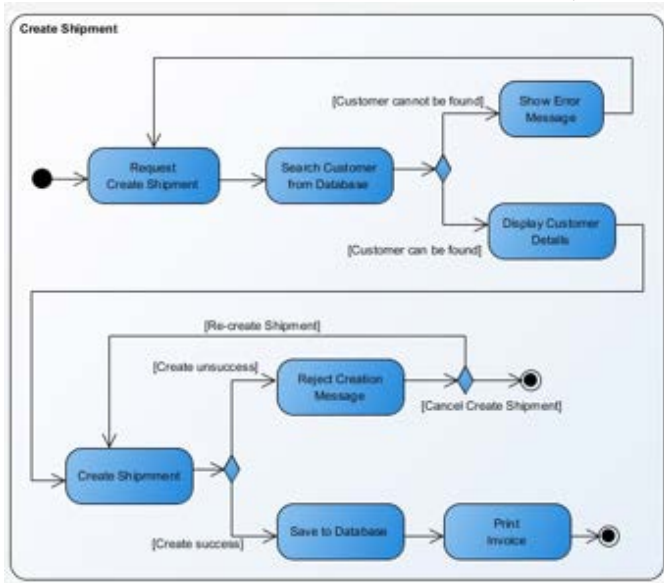 Create Shipment
[Customer cannot be found]
Show Error
Message
Request
Create Shipment
Search Customer
from Database
Display Customer
Details
[Customer can be found]
[Re-create Shipment]
[Create unsuccess]
Reject Creation
Message
[Cancel Create Shipment]
Create Shipmment
[Create success]
Save to Database
Print
Invoice